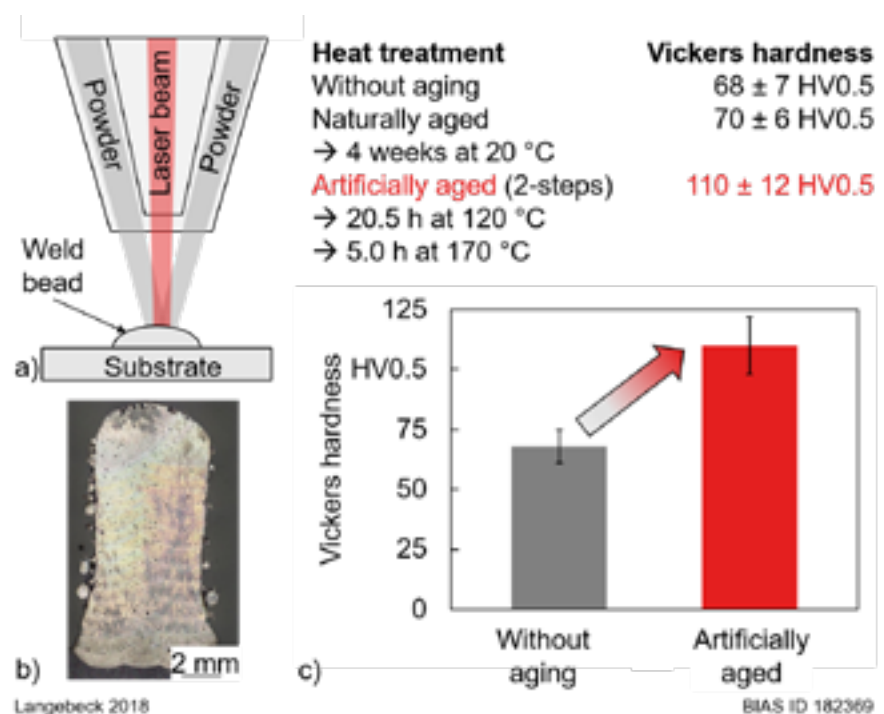 Powder
Laser beam
Powder
Weld
bead
a)
Substrate
Heat treatment Vickers hardness
Without aging 68 ± 7 HV0.5
Naturally aged 70 ± 6 HV0.5
→ 4 weeks at 20 °C
Artificially aged (2-steps) 110 ± 12 HV0.5
→ 20.5 h at 120 °C
→ 5.0 h at 170 °C
b)
2 mm
Vickers hardness
125
HV0.5
75
50
25
0
Without
aging
Artificially
aged
c)
Langebeck 2018
BIAS ID 182369